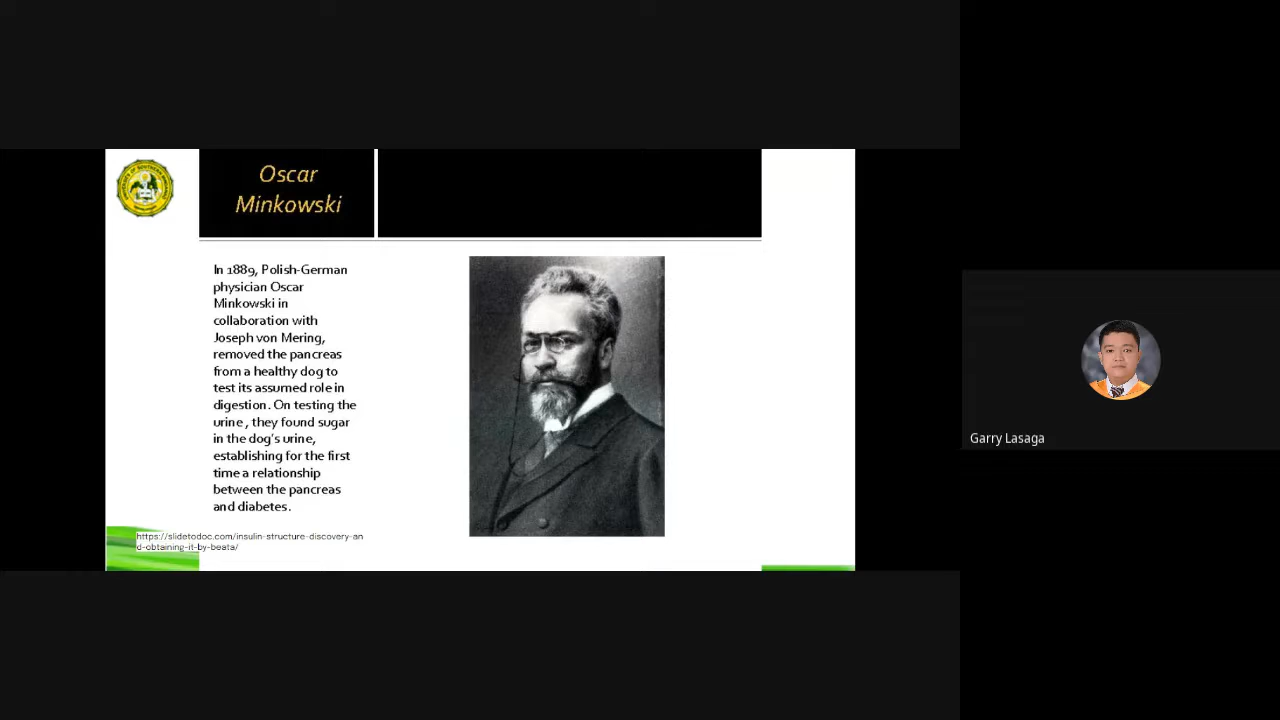 Oscar
Minkowski
In 1889, Polish-German
physician Oscar
Minkowski in
collaboration with
Joseph von Mering,
removed the pancreas
from a healthy dog to
test its assumed role in
digestion. On testing the
urine , they found sugar
in the dog's urine,
establishing for the first
time a relationship
between the pancreas
and diabetes.
https://slidetodoc.com/insulin-structure-discovery-an
d-obtaining-it-by-beata/
Garry Lasaga